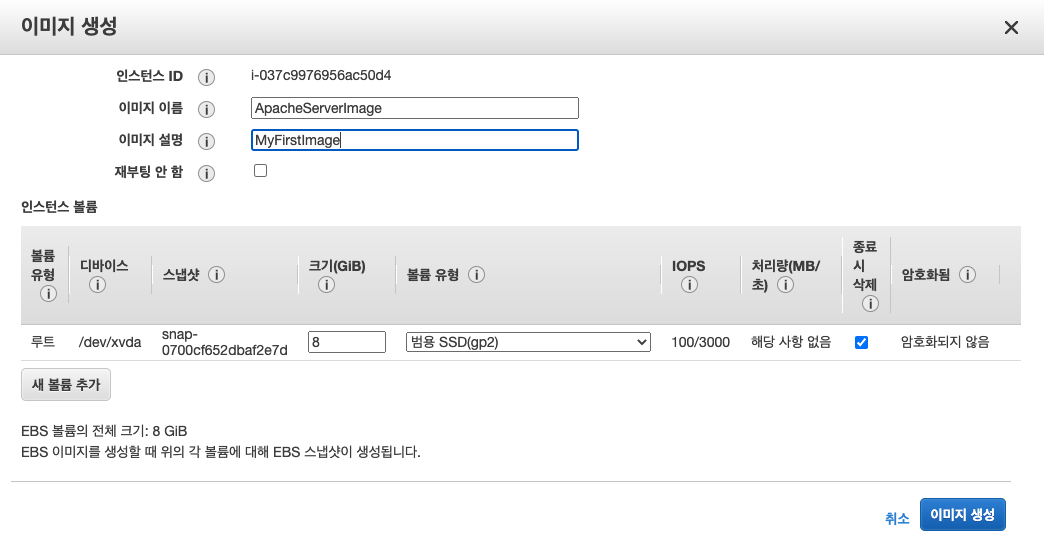 이미지 생성
인스턴스 ID i-037c9976956ac50d4
이미지 이름 ApacheServerImage
이미지 설명 MyFirstImage
재부팅 안 함
인스턴스 볼륨
볼륨 유형 디바이스 스냅샷 크기(GiB) 볼륨 유형 IOPS 처리량(MB/초) 종료 시 삭제 암호화됨
루트 /dev/xvda snap-0700cf652dbaf2e7d 8 범용 SSD(gp2) 100/3000 해당 사항 없음 암호화되지 않음
새 볼륨 추가
EBS 볼륨의 전체 크기: 8 GiB
EBS 이미지를 생성할 때 위의 각 볼륨에 대해 EBS 스냅샷이 생성됩니다.
취소 이미지 생성